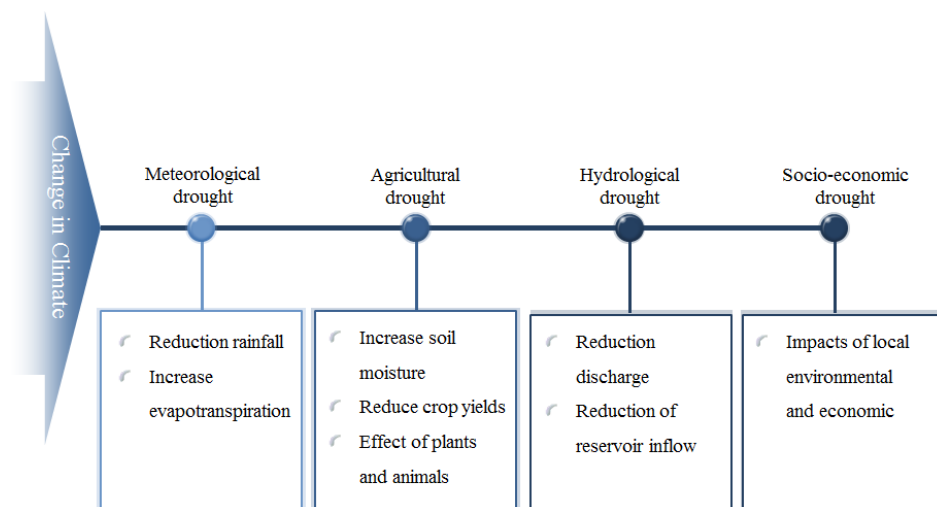 Change in Climate
Meteorological
drought
Agricultural
drought
Hydrological
drought
Socio-economic
drought
Reduction rainfall
Increase
evapotranspiration
Increase soil
moisture
Reduce crop yields
Effect of plants
and animals
Reduction
discharge
Reduction of
reservoir inflow
Impacts of local
environmental
and economic